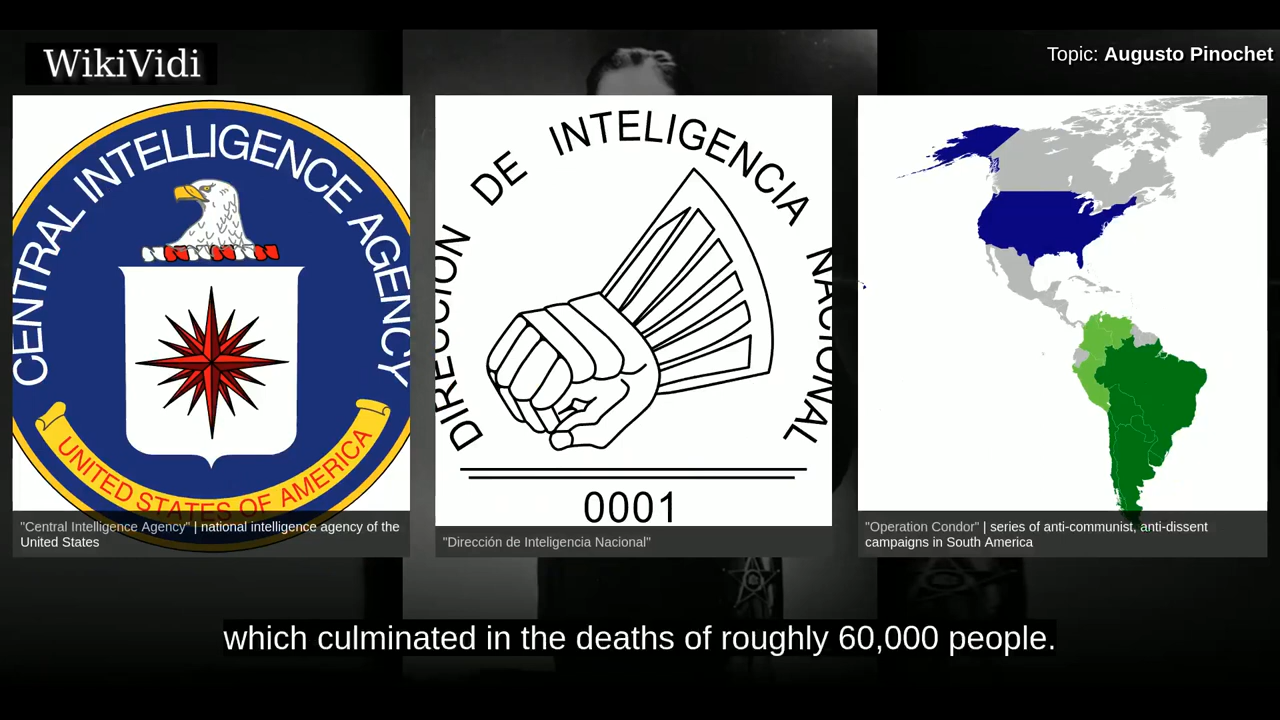 WikiVidi
Topic: Augusto Pinochet
CENTRAL INTELLIGENCE AGENCY
UNITED STATES OF AMERICA
"Central Intelligence Agency" | national intelligence agency of the
United States
DIRECCION DE INTELIGENCIA NACIONAL
0001
"Dirección de Inteligencia Nacional"
"Operation Condor" | series of anti-communist, anti-dissent
campaigns in South America
which culminated in the deaths of roughly 60,000 people.